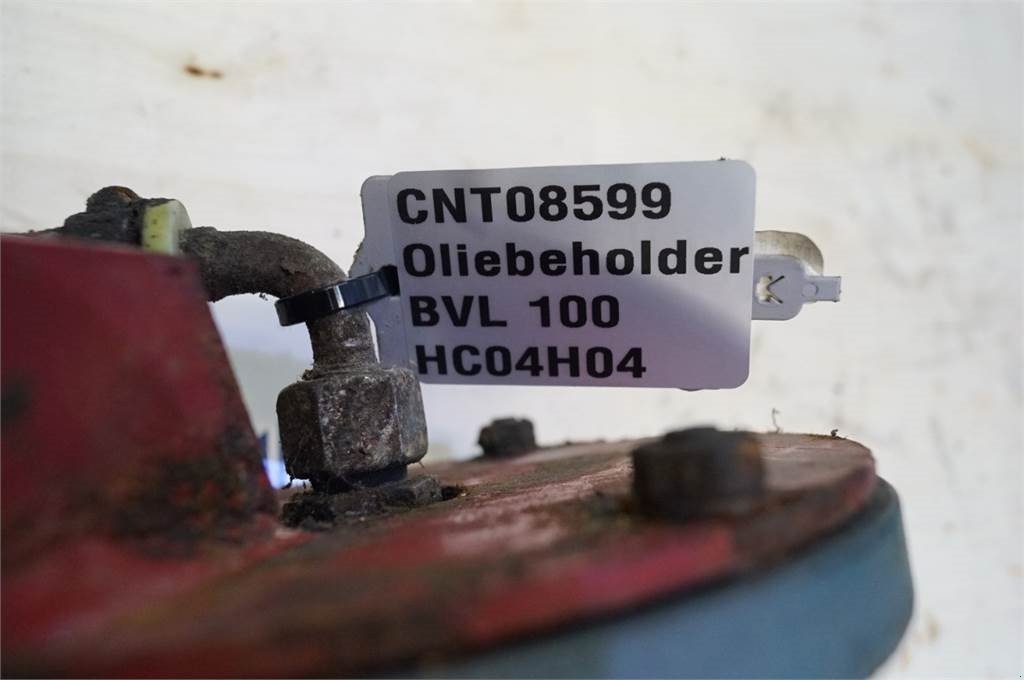 CNT08599
Oliebeholder
BVL 100
HC04H04